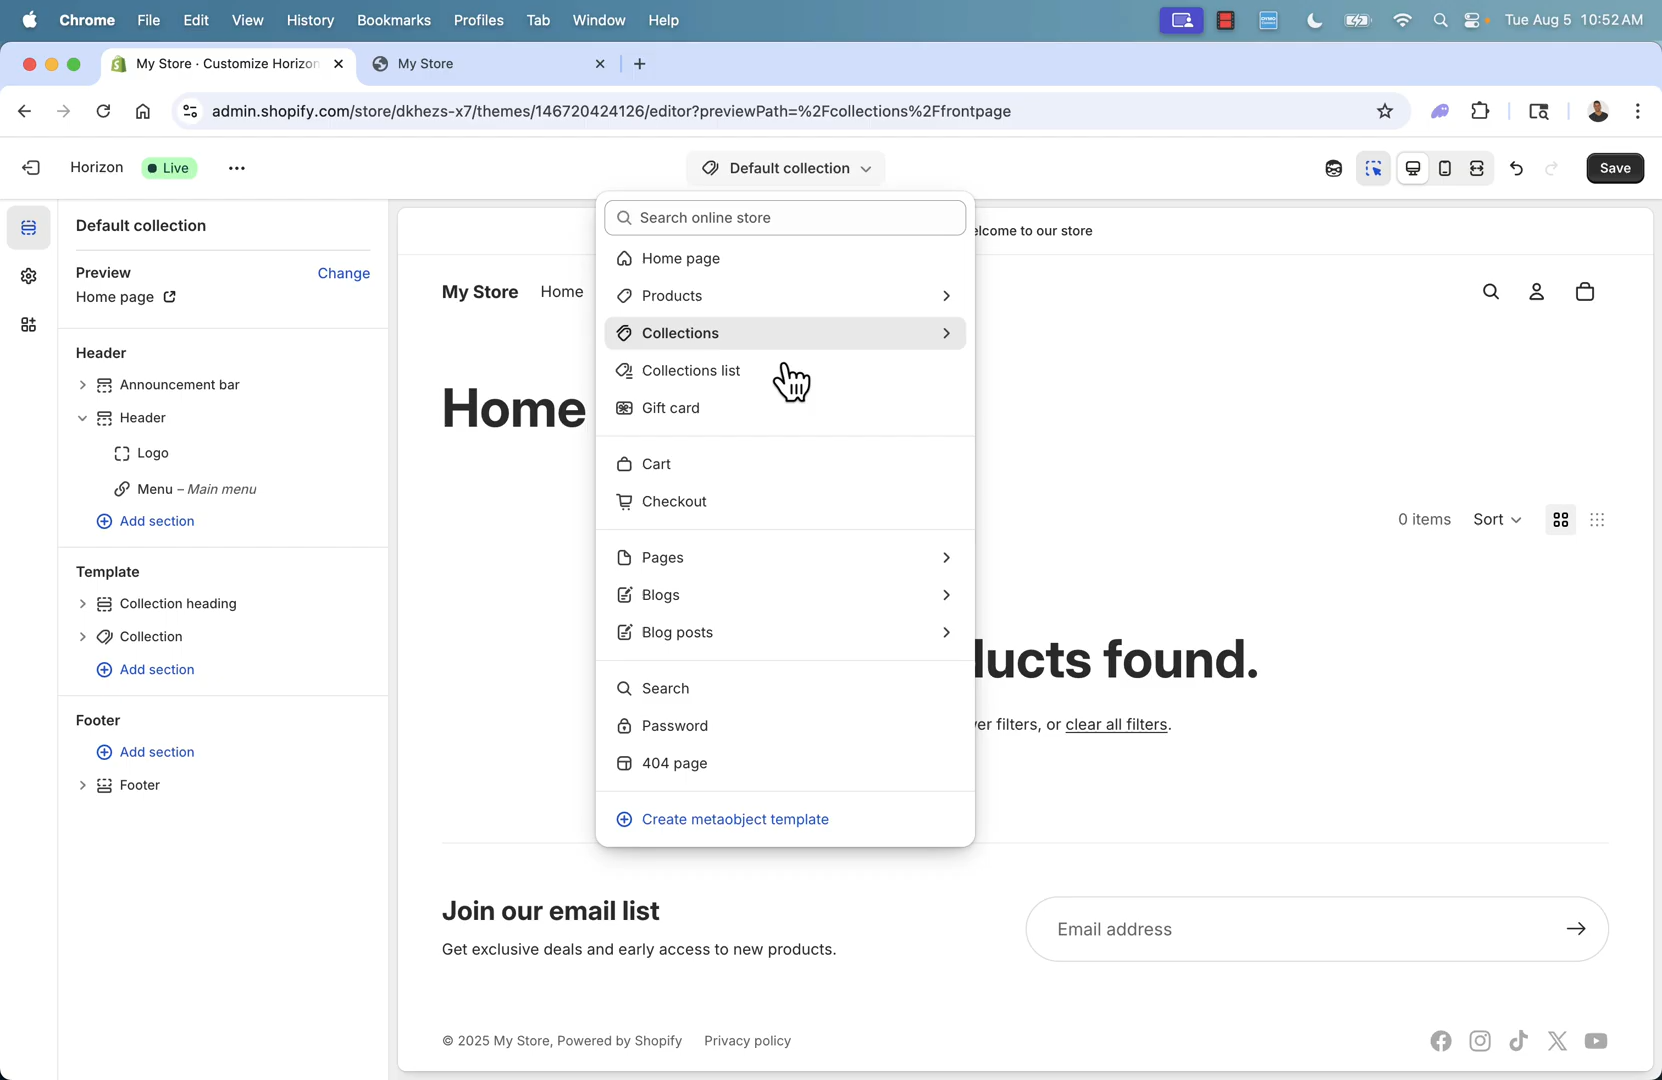 Chrome File Edit View History Bookmarks Profiles Tab Window Help
Tue Aug 5 10:52 AM
My Store · Customize Horizon
My Store
admin.shopify.com/store/dkhezs-x7/themes/146720424126/editor?previewPath=%2Fcollections%2Ffrontpage
Horizon
Live
Default collection
Save
Default collection
Preview
Change
Home page
Header
Announcement bar
Header
Logo
Menu – Main menu
Add section
Template
Collection heading
Collection
Add section
Footer
Add section
Footer
Search online store
Home page
Products
Collections
Collections list
Gift card
Cart
Checkout
Pages
Blogs
Blog posts
Search
Password
404 page
Create metaobject template
elcome to our store
My Store Home
Home
0 items Sort
ducts found.
er filters, or clear all filters.
Join our email list
Get exclusive deals and early access to new products.
Email address
© 2025 My Store, Powered by Shopify Privacy policy